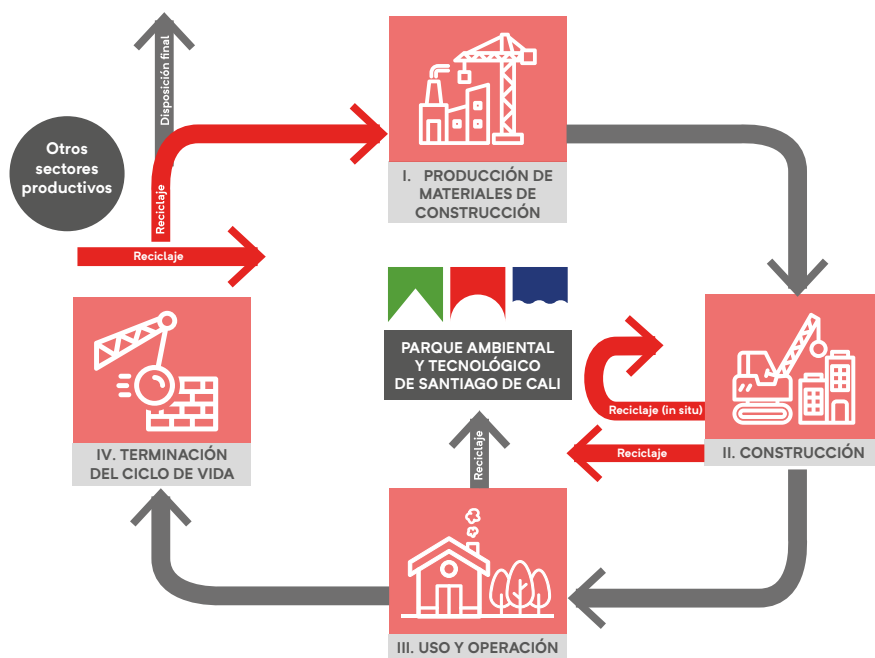 Disposición final
Otros
sectores
productivos
Reciclaje
Reciclaje
I. PRODUCCIÓN DE
MATERIALES DE
CONSTRUCCIÓN
PARQUE AMBIENTAL
Y TECNOLÓGICO
DE SANTIAGO DE CALI
Reciclaje (in situ)
Reciclaje
II. CONSTRUCCIÓN
Reciclaje
IV. TERMINACIÓN
DEL CICLO DE VIDA
III. USO Y OPERACIÓN